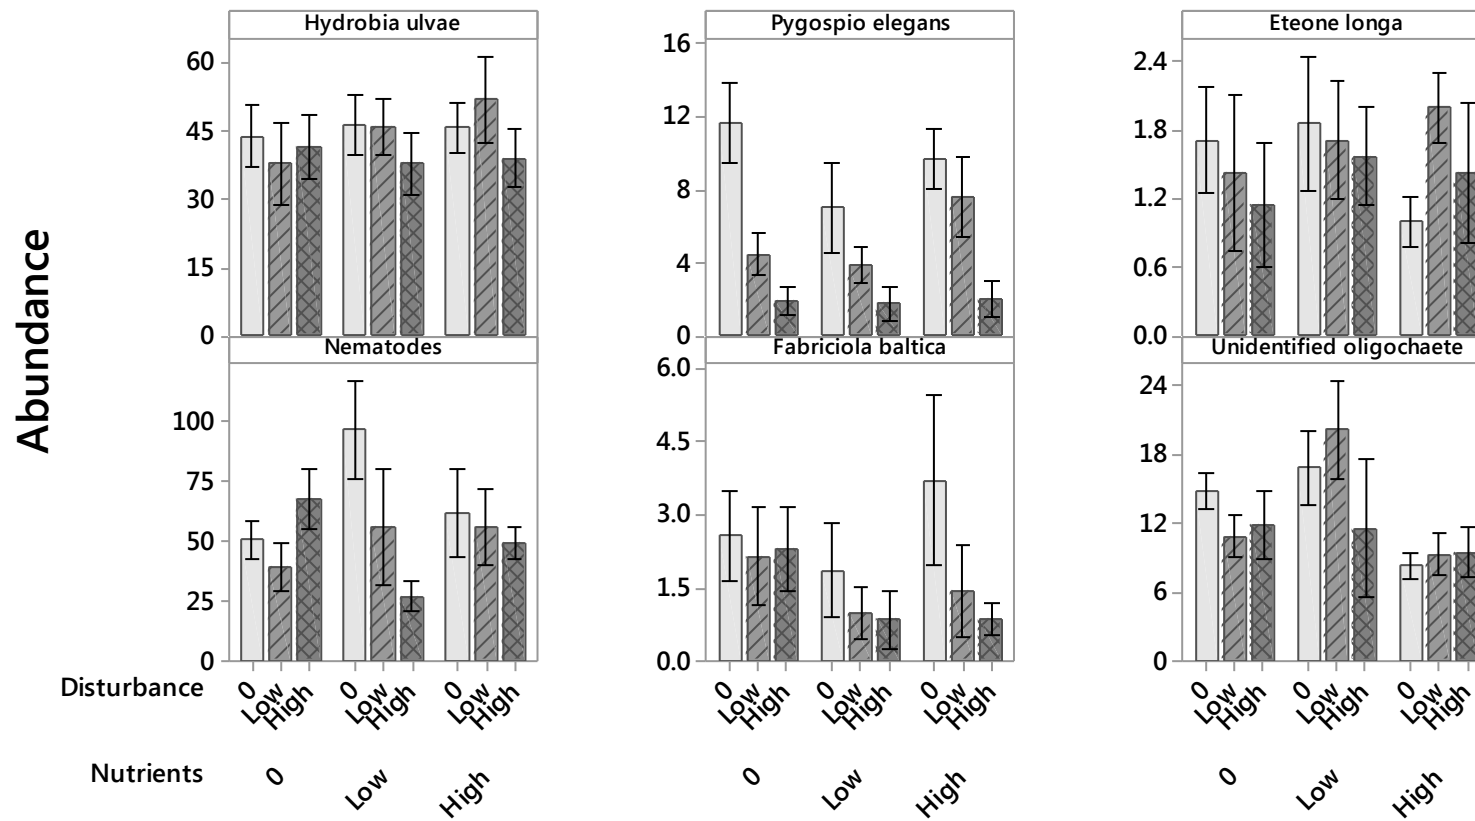 Hydrobia ulvae
Pygospio elegans
Eteone longa
60
45
30
15
0
16
12
8
4
0
2.4
1.8
1.2
0.6
0.0
Abundance
Nematodes
Fabriciola baltica
Unidentified oligochaete
100
75
50
25
0
6.0
4.5
3.0
1.5
0.0
24
18
12
6
0
Disturbance
0 Low High 0 Low High 0 Low High
0 Low High 0 Low High 0 Low High
0 Low High 0 Low High 0 Low High
Nutrients
0 Low High
0 Low High
0 Low High